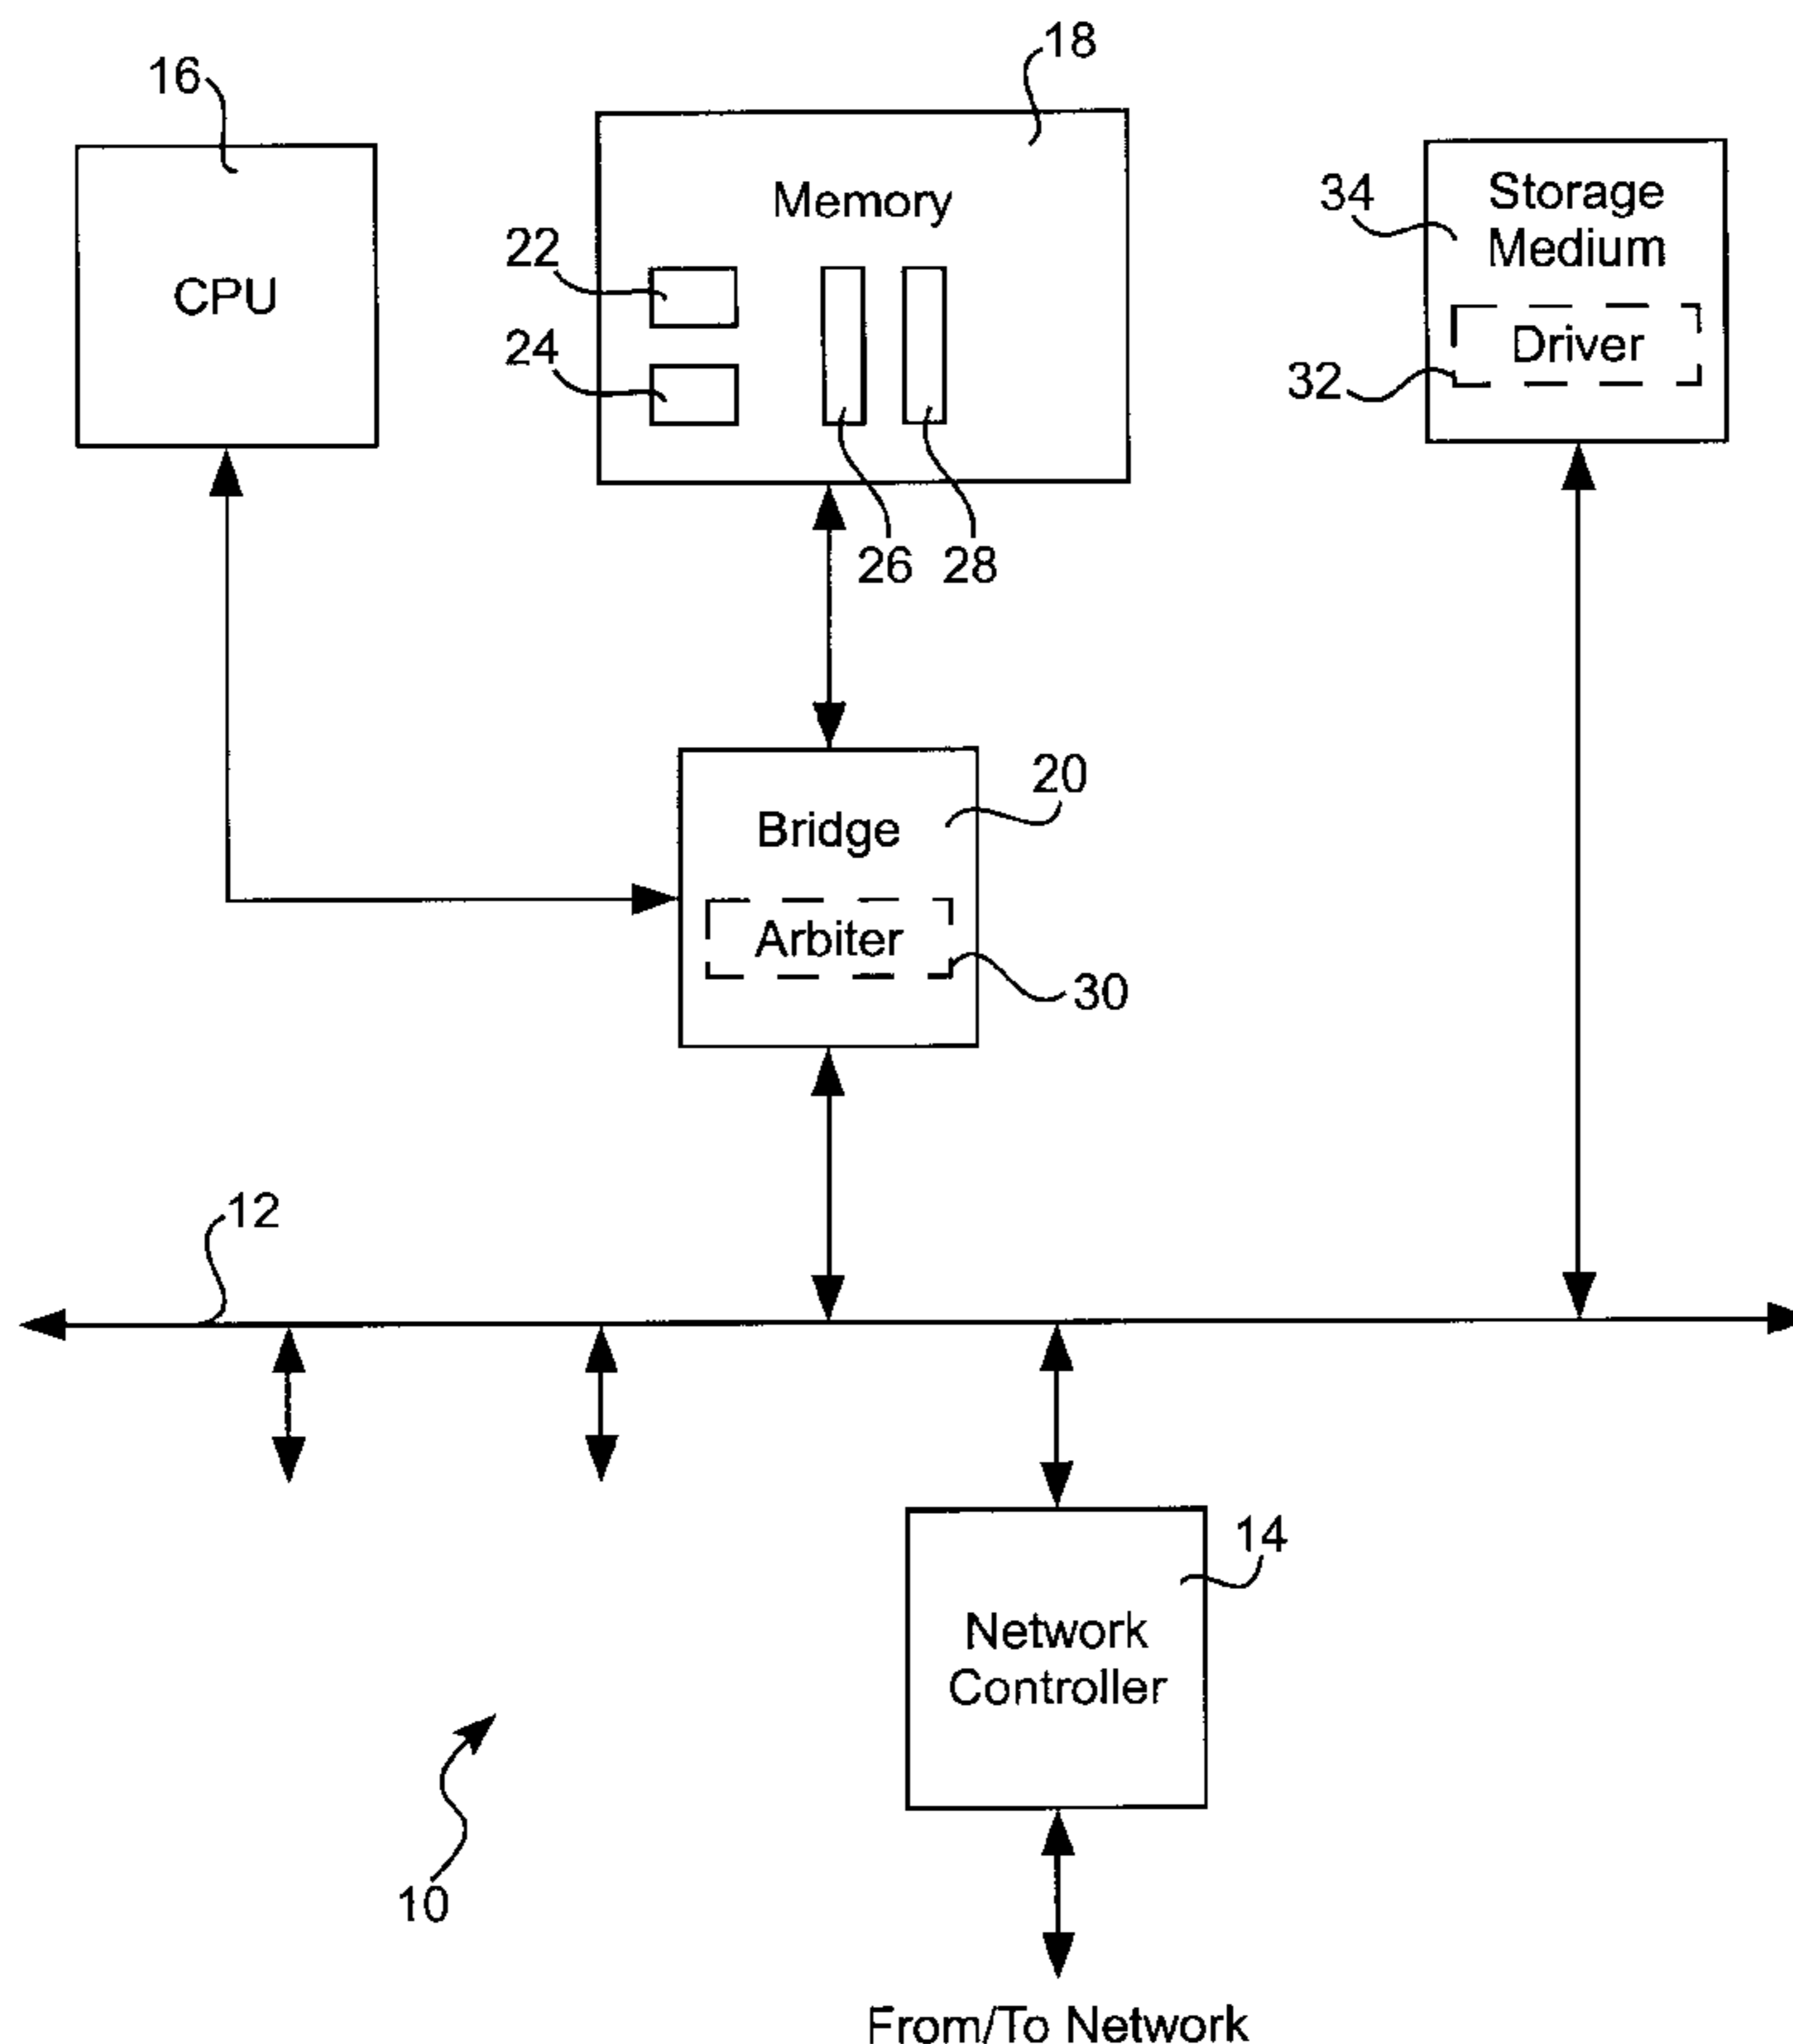 18
16
Memory
34
Storage
Medium
22
CPU
24
Driver
32
26
28
20
Bridge
Arbiter
30
12
14
Network
Controller
10
From/To Network